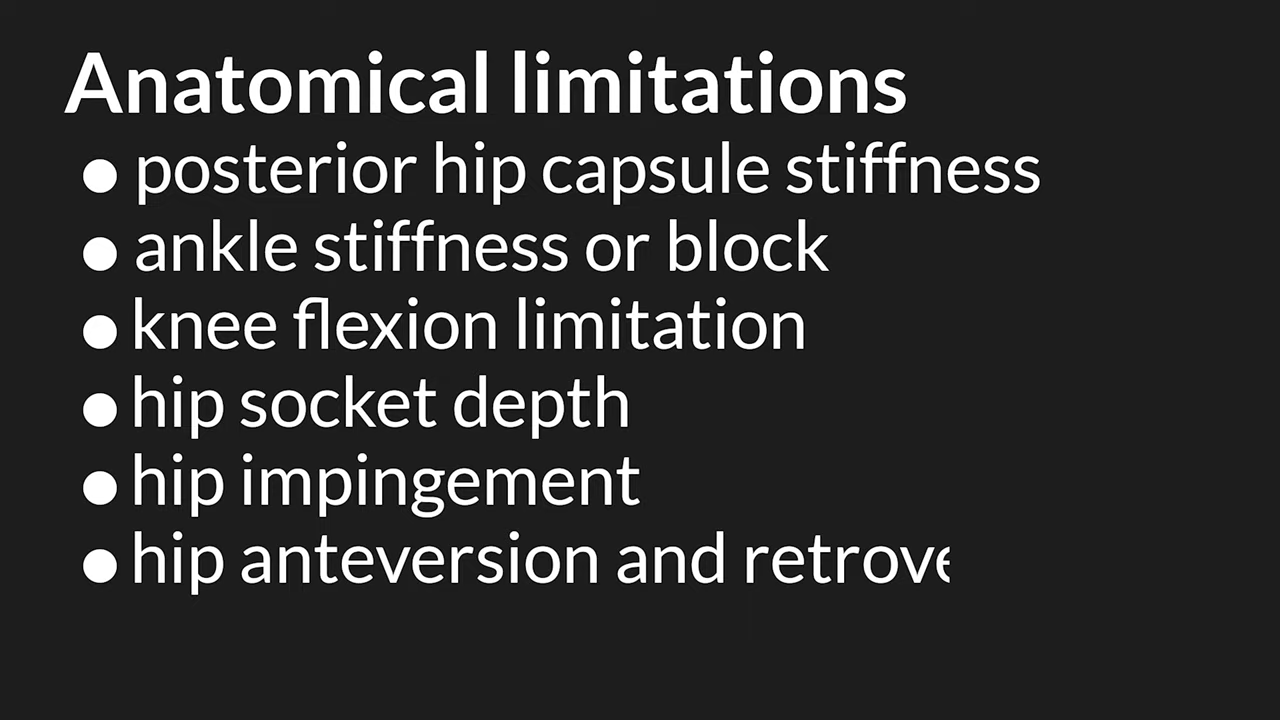 Anatomical limitations
● posterior hip capsule stiffness
● ankle stiffness or block
● knee flexion limitation
● hip socket depth
● hip impingement
● hip anteversion and retrove